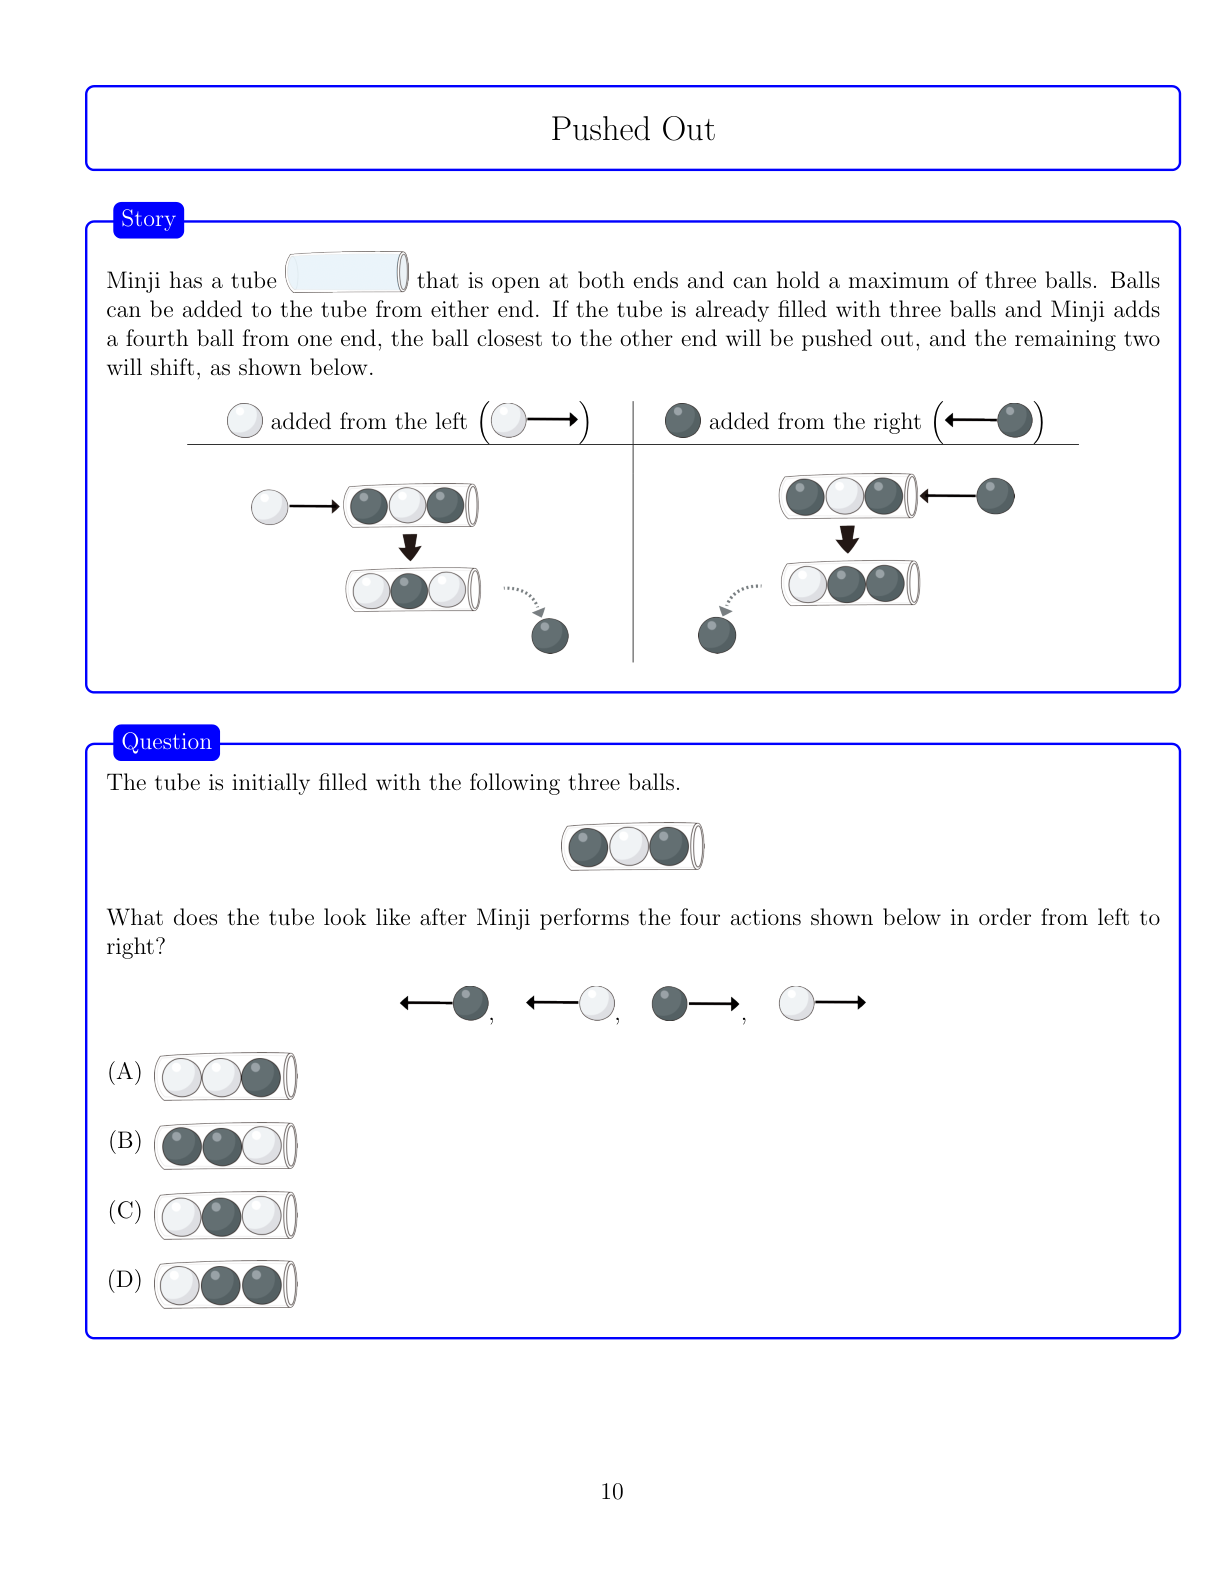 Pushed Out
Story
Minji has a tube that is open at both ends and can hold a maximum of three balls. Balls
can be added to the tube from either end. If the tube is already filled with three balls and Minji adds
a fourth ball from one end, the ball closest to the other end will be pushed out, and the remaining two
will shift, as shown below.
added from the left ( )
added from the right ( )
Question
The tube is initially filled with the following three balls.
What does the tube look like after Minji performs the four actions shown below in order from left to
right?
, , ,
(A)
(B)
(C)
(D)
10